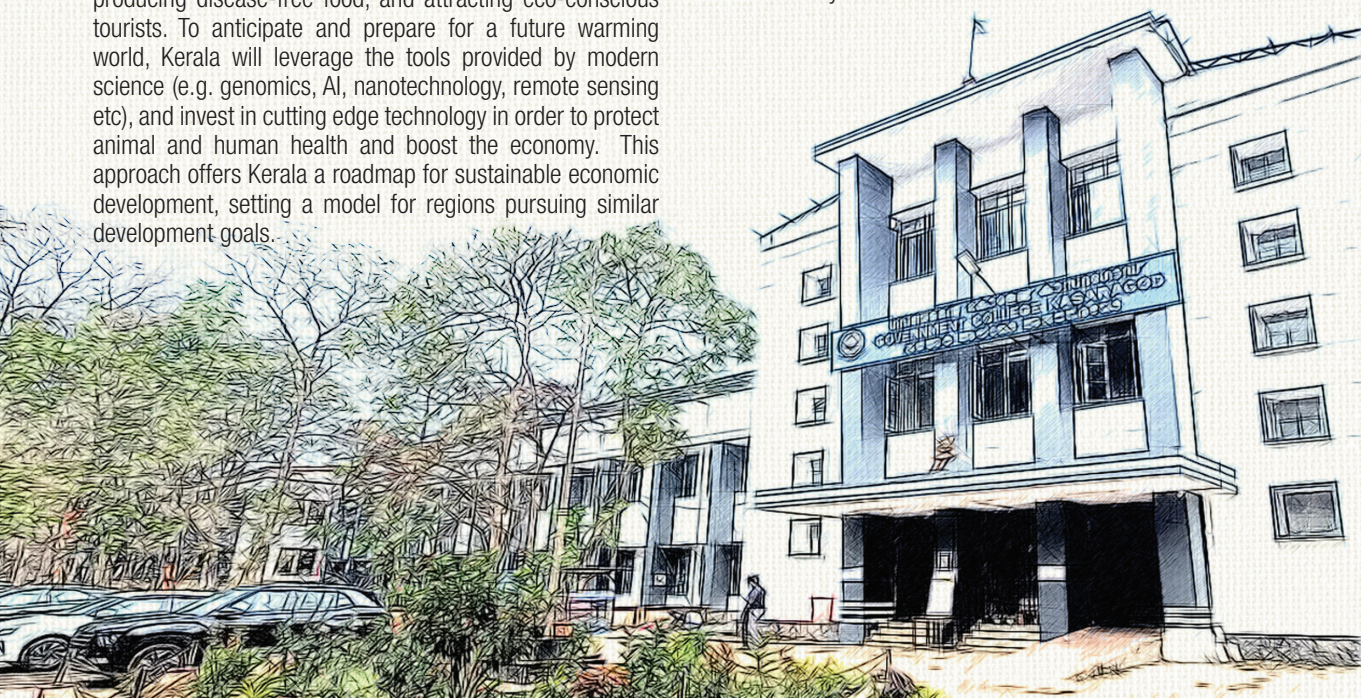 producing disease-free food, and attracting eco-conscious
tourists. To anticipate and prepare for a future warming
world, Kerala will leverage the tools provided by modern
science (e.g. genomics, AI, nanotechnology, remote sensing
etc), and invest in cutting edge technology in order to protect
animal and human health and boost the economy.  This
approach offers Kerala a roadmap for sustainable economic
development, setting a model for regions pursuing similar
development goals.
GOVERNMENT COLLEGE KASARAGOD